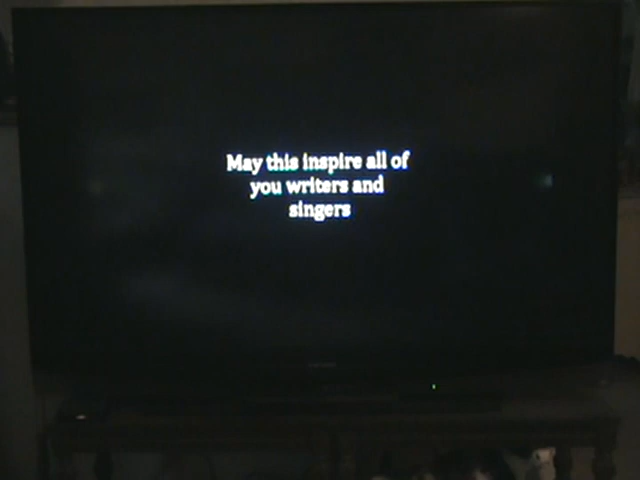 May this inspire all of
you writers and
singers